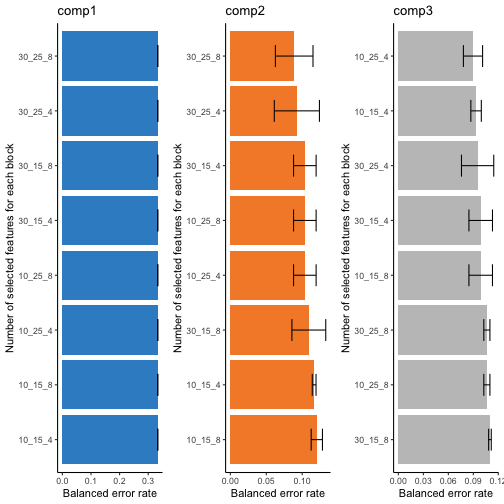 comp1
Number of selected features for each block
30_25_8
30_25_4
30_15_8
30_15_4
10_25_8
10_25_4
10_15_8
10_15_4
0.0 0.1 0.2 0.3
Balanced error rate
comp2
Number of selected features for each block
30_25_8
30_25_4
30_15_4
10_25_8
10_25_4
30_15_8
10_15_4
10_15_8
0.00 0.05 0.10
Balanced error rate
comp3
Number of selected features for each block
10_25_4
10_15_4
30_25_4
30_15_4
10_15_8
30_25_8
10_25_8
30_15_8
0.00 0.03 0.06 0.09 0.12
Balanced error rate